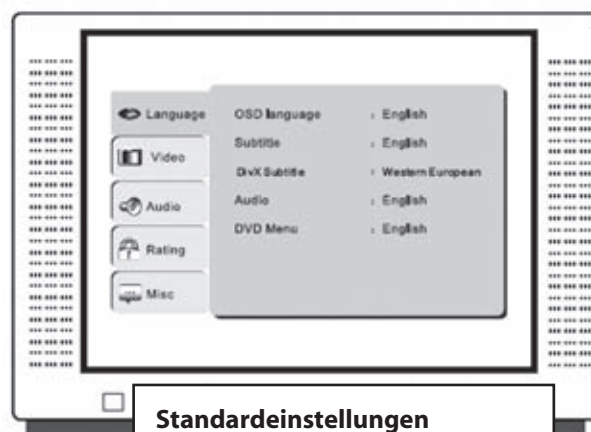 Language
Video
Audio
Rating
Misc
OSD language : English
Subtitle : English
DivX Subtitle : Western European
Audio : English
DVD Menu : English
Standardeinstellungen